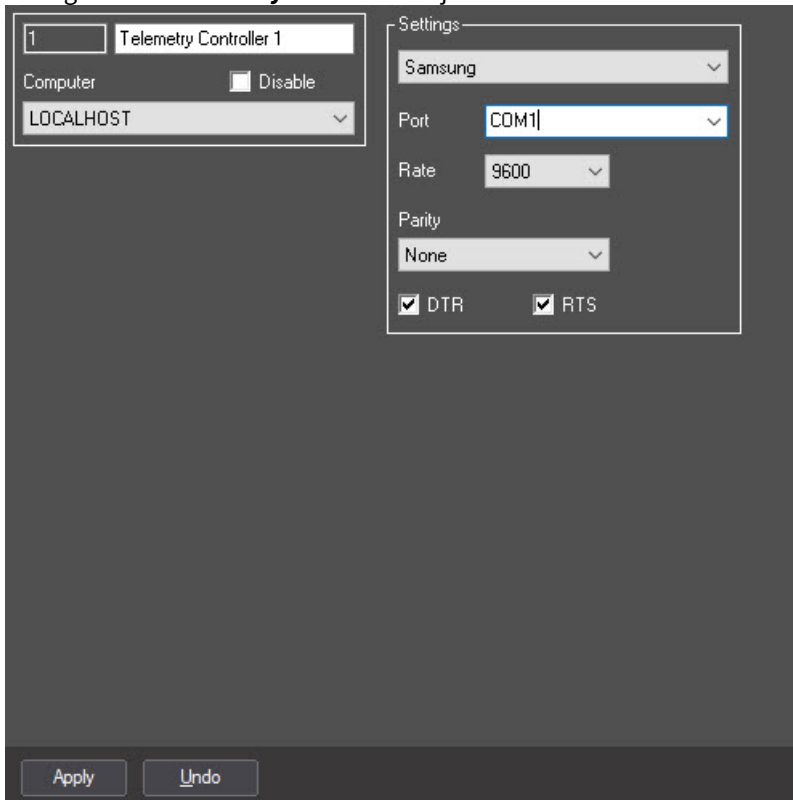 1 Telemetry Controller 1
Computer Disable
LOCALHOST
Settings
Samsung
Port COM1
Rate 9600
Parity
None
DTR RTS
Apply Undo